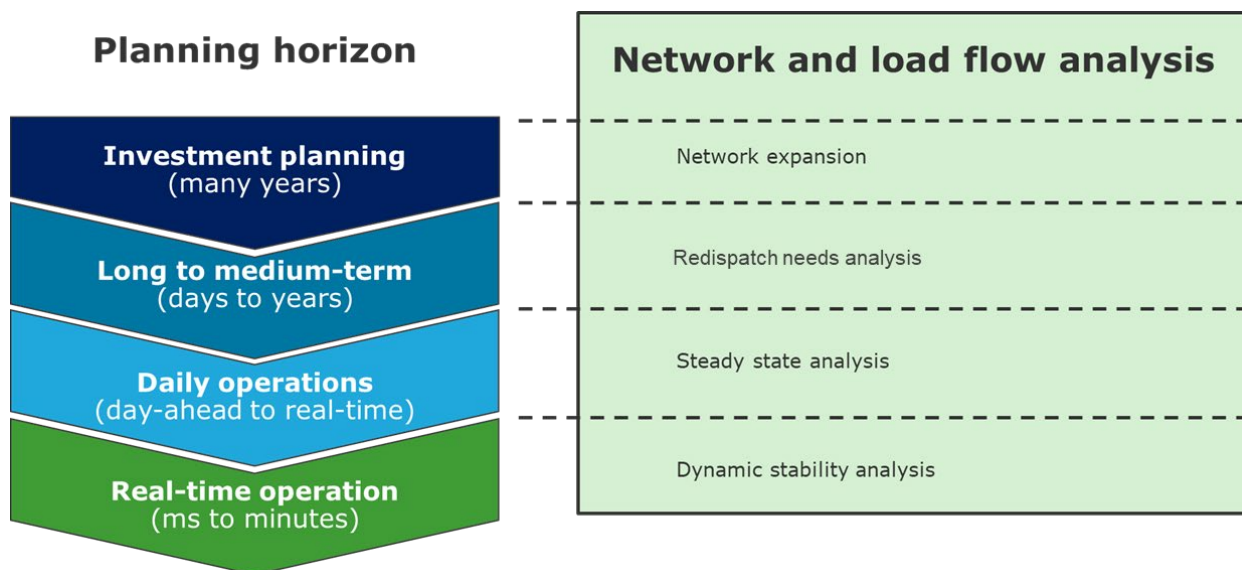 Planning horizon
Network and load flow analysis
Investment planning
(many years)
Network expansion
Long to medium-term
(days to years)
Redispatch needs analysis
Daily operations
(day-ahead to real-time)
Steady state analysis
Real-time operation
(ms to minutes)
Dynamic stability analysis